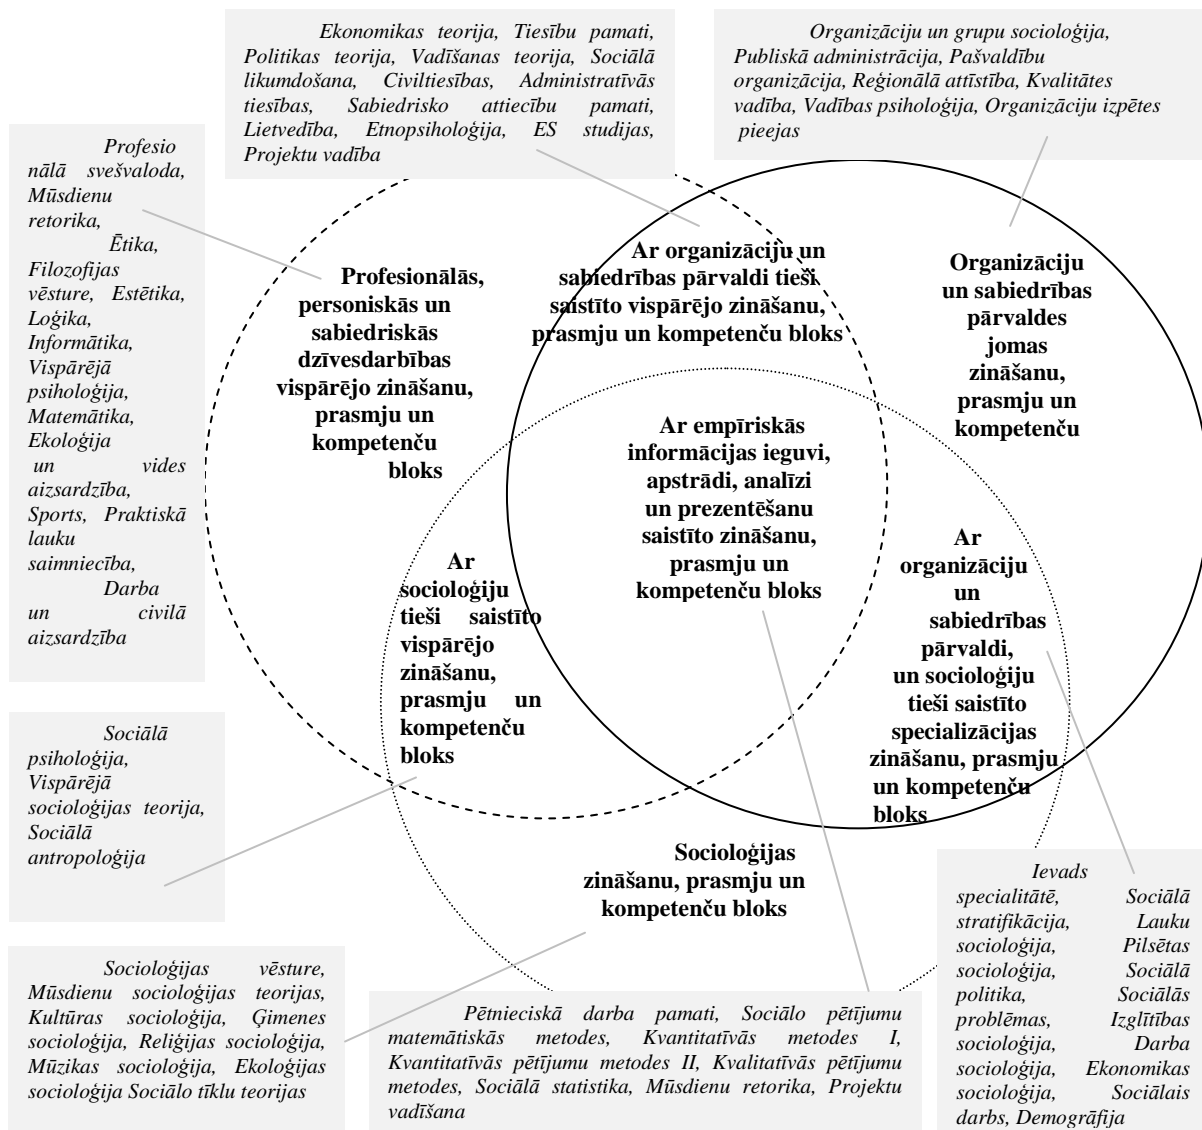 Ekonomikas teorija, Tiesību pamati,
Politikas teorija, Vadīšanas teorija, Sociālā
likumdošana, Civiltiesības, Administratīvās
tiesības, Sabiedrisko attiecību pamati,
Lietvedība, Etnopsiholoģija, ES studijas,
Projektu vadība
Organizāciju un grupu socioloģija,
Publiskā administrācija, Pašvaldību
organizācija, Reģionālā attīstība, Kvalitātes
vadība, Vadības psiholoģija, Organizāciju izpētes
pieejas
Profesio
nālā svešvaloda,
Mūsdienu
retorika,
Ētika,
Filozofijas
vēsture, Estētika,
Loģika,
Informātika,
Vispārējā
psiholoģija,
Matemātika,
Ekoloģija
un vides
aizsardzība,
Sports, Praktiskā
lauku
saimniecība,
Darba
un civilā
aizsardzība
Profesionālās,
personiskās un
sabiedriskās
dzīvesdarbības
vispārējo zināšanu,
prasmju un
kompetenču
bloks
Ar organizāciju un
sabiedrības pārvaldi tieši
saistīto vispārējo zināšanu,
prasmju un kompetenču bloks
Organizāciju
un sabiedrības
pārvaldes
jomas
zināšanu,
prasmju un
kompetenču
Ar empīriskās
informācijas ieguvi,
apstrādi, analīzi
un prezentēšanu
saistīto zināšanu,
prasmju un
kompetenču bloks
Ar
socioloģiju
tieši saistīto
vispārējo
zināšanu,
prasmju un
kompetenču
bloks
Ar
organizāciju
un
sabiedrības
pārvaldi,
un socioloģiju
tieši saistīto
specializācijas
zināšanu, prasmju
un kompetenču
bloks
Sociālā
psiholoģija,
Vispārējā
socioloģijas teorija,
Sociālā
antropoloģija
Socioloģijas
zināšanu, prasmju un
kompetenču bloks
Ievads
specialitātē, Sociālā
stratifikācija, Lauku
socioloģija, Pilsētas
socioloģija, Sociālā
politika, Sociālās
problēmas, Izglītības
socioloģija, Darba
socioloģija, Ekonomikas
socioloģija, Sociālais
darbs, Demogrāfija
Socioloģijas vēsture,
Mūsdienu socioloģijas teorijas,
Kultūras socioloģija, Ģimenes
socioloģija, Reliģijas socioloģija,
Mūzikas socioloģija, Ekoloģijas
socioloģija Sociālo tīklu teorijas
Pētnieciskā darba pamati, Sociālo pētījumu
matemātiskās metodes, Kvantitatīvās metodes I,
Kvantitatīvās pētījumu metodes II, Kvalitatīvās pētījumu
metodes, Sociālā statistika, Mūsdienu retorika, Projektu
vadīšana